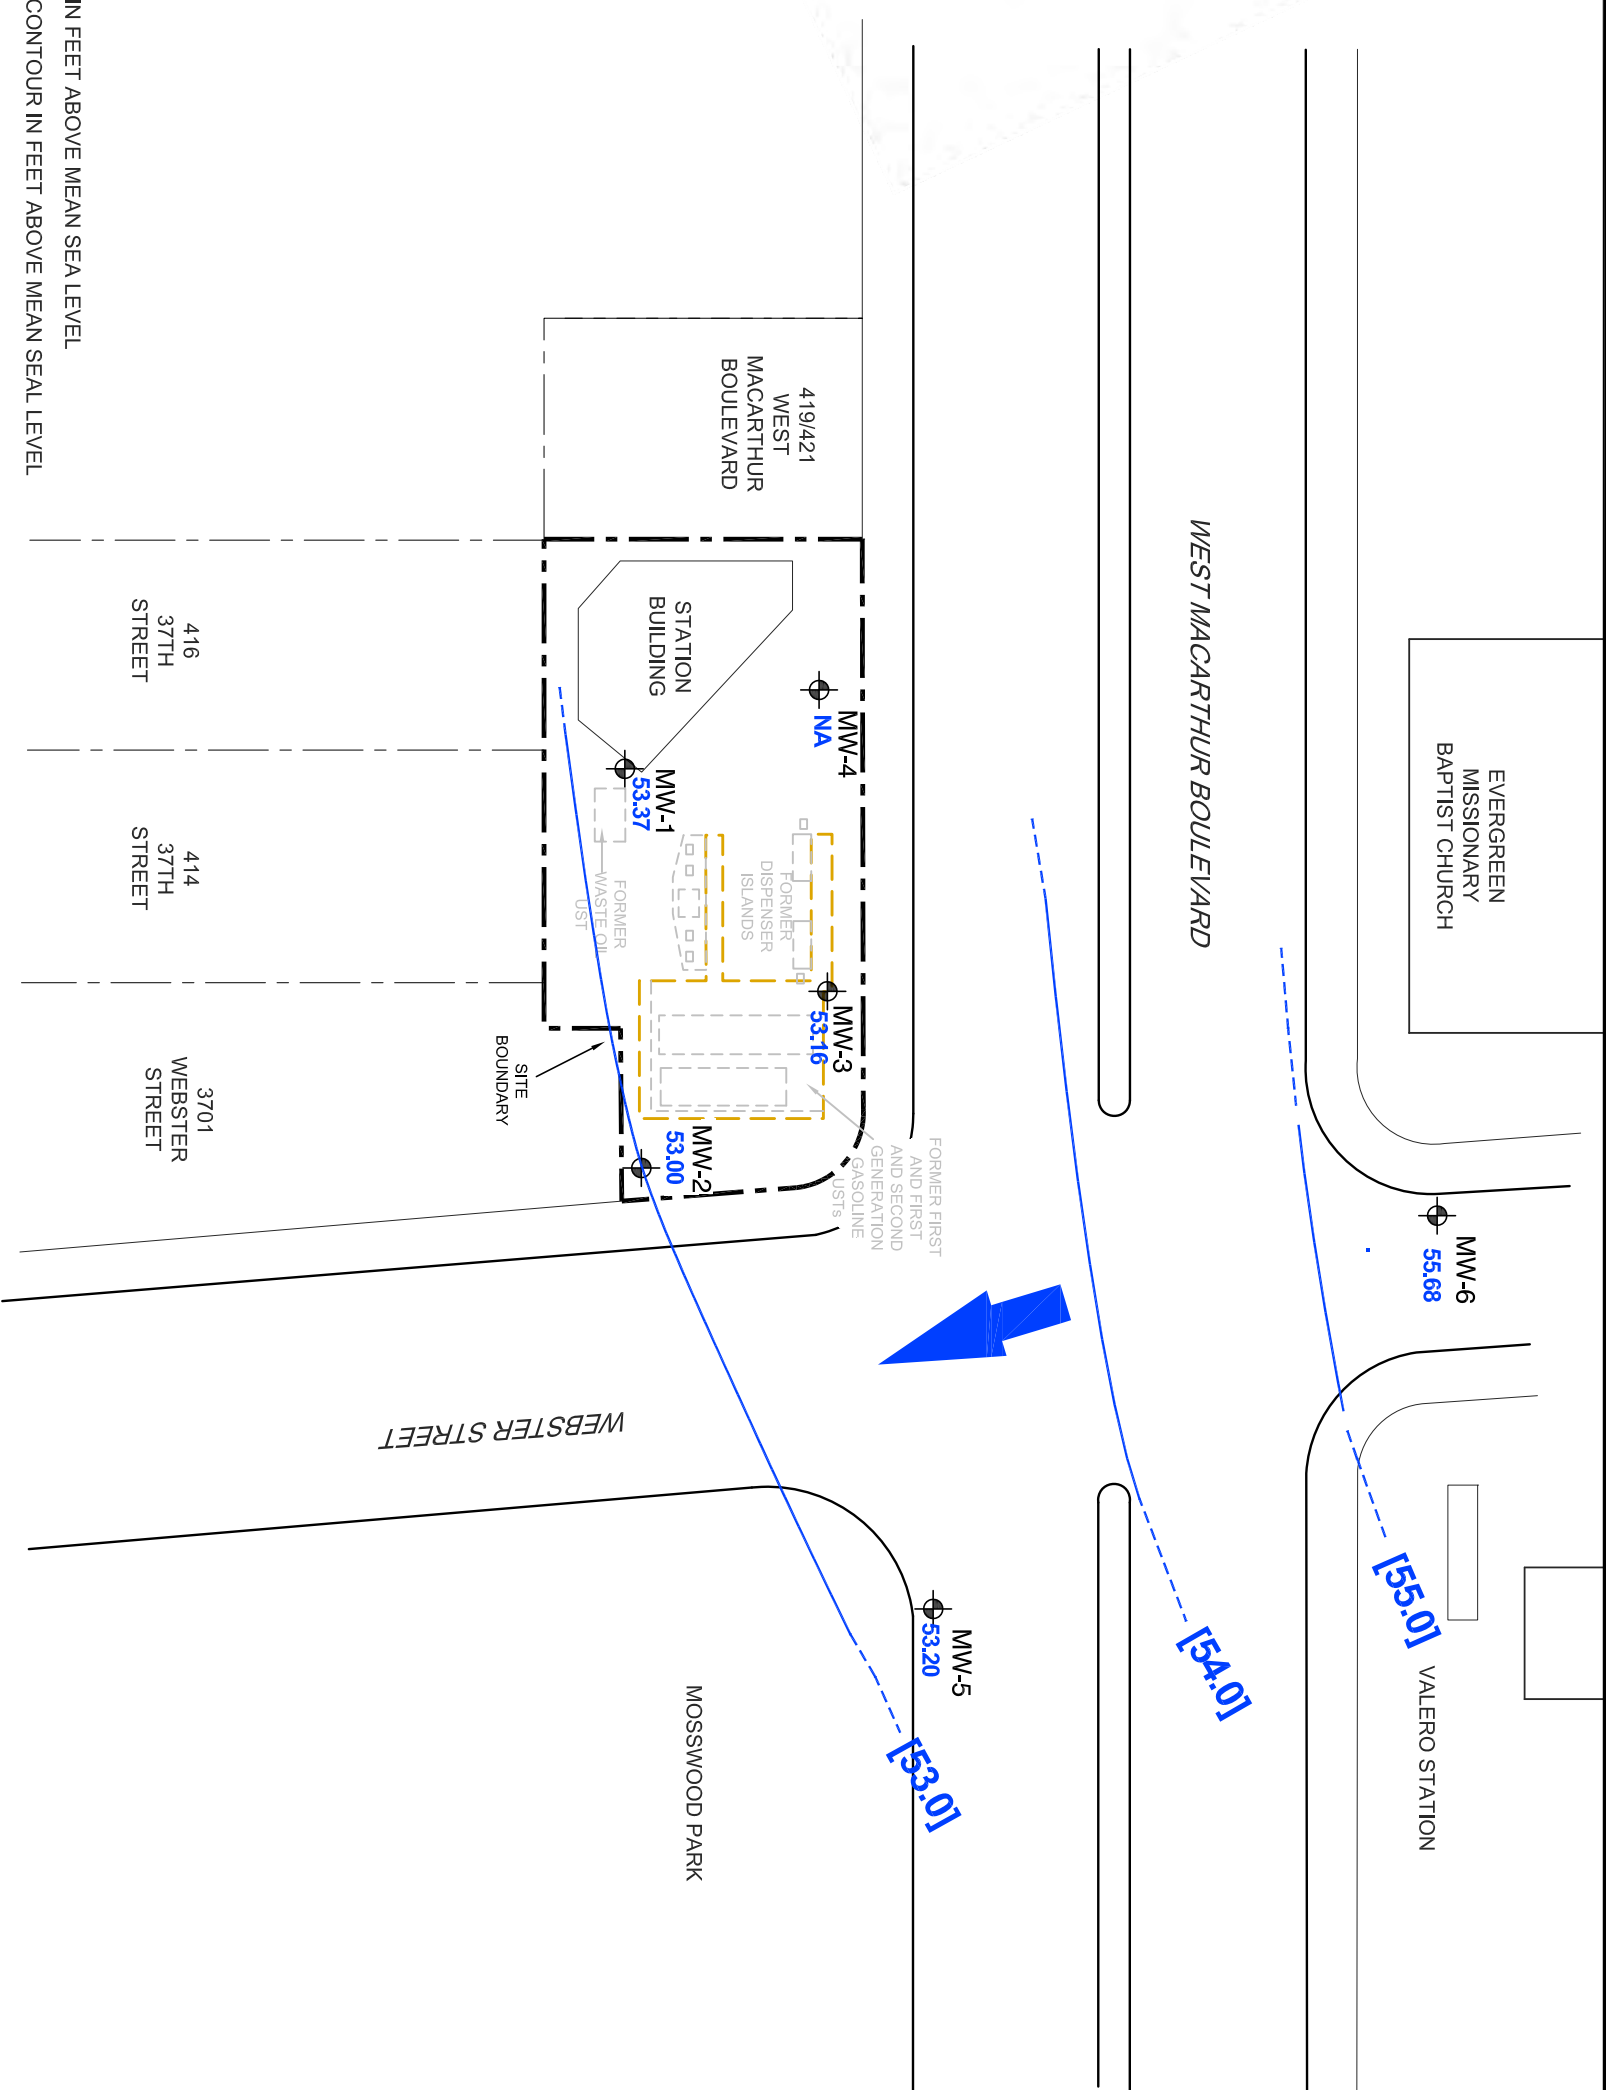 EVERGREEN
MISSIONARY
BAPTIST CHURCH
MW-6
55.68
[55.0]
VALERO STATION
WEST MACARTHUR BOULEVARD
[54.0]
419/421
WEST
MACARTHUR
BOULEVARD
MW-4
NA
STATION
BUILDING
MW-1
53.37
FORMER
DISPENSER
ISLANDS
FORMER
WASTE OIL
UST
MW-3
53.16
FORMER FIRST
AND FIRST
AND SECOND
GENERATION
GASOLINE
USTs
MW-2
53.00
SITE
BOUNDARY
MW-5
53.20
[53.0]
MOSSWOOD PARK
WEBSTER STREET
416
37TH
STREET
414
37TH
STREET
3701
WEBSTER
STREET
IN FEET ABOVE MEAN SEA LEVEL
CONTOUR IN FEET ABOVE MEAN SEAL LEVEL